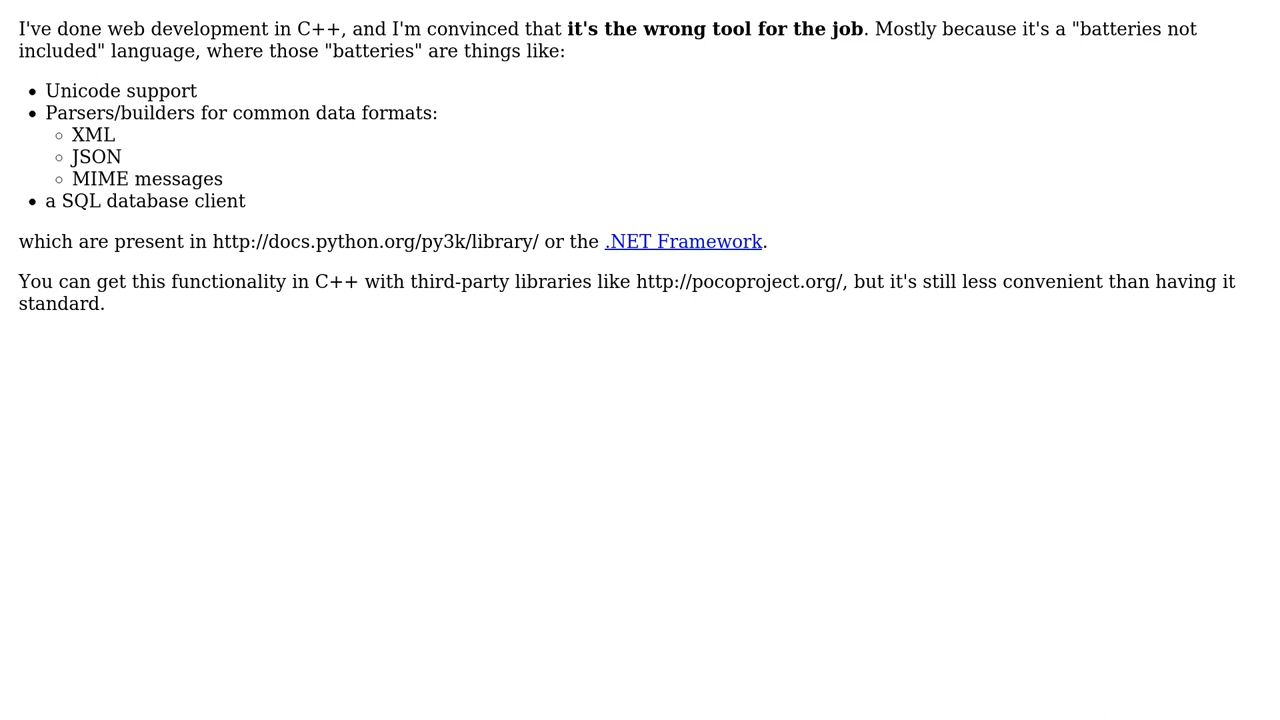 I've done web development in C++, and I'm convinced that it's the wrong tool for the job. Mostly because it's a "batteries not
included" language, where those "batteries" are things like:
• Unicode support
• Parsers/builders for common data formats:
◦ XML
◦ JSON
◦ MIME messages
• a SQL database client
which are present in http://docs.python.org/py3k/library/ or the .NET Framework.
You can get this functionality in C++ with third-party libraries like http://pocoproject.org/, but it's still less convenient than having it
standard.